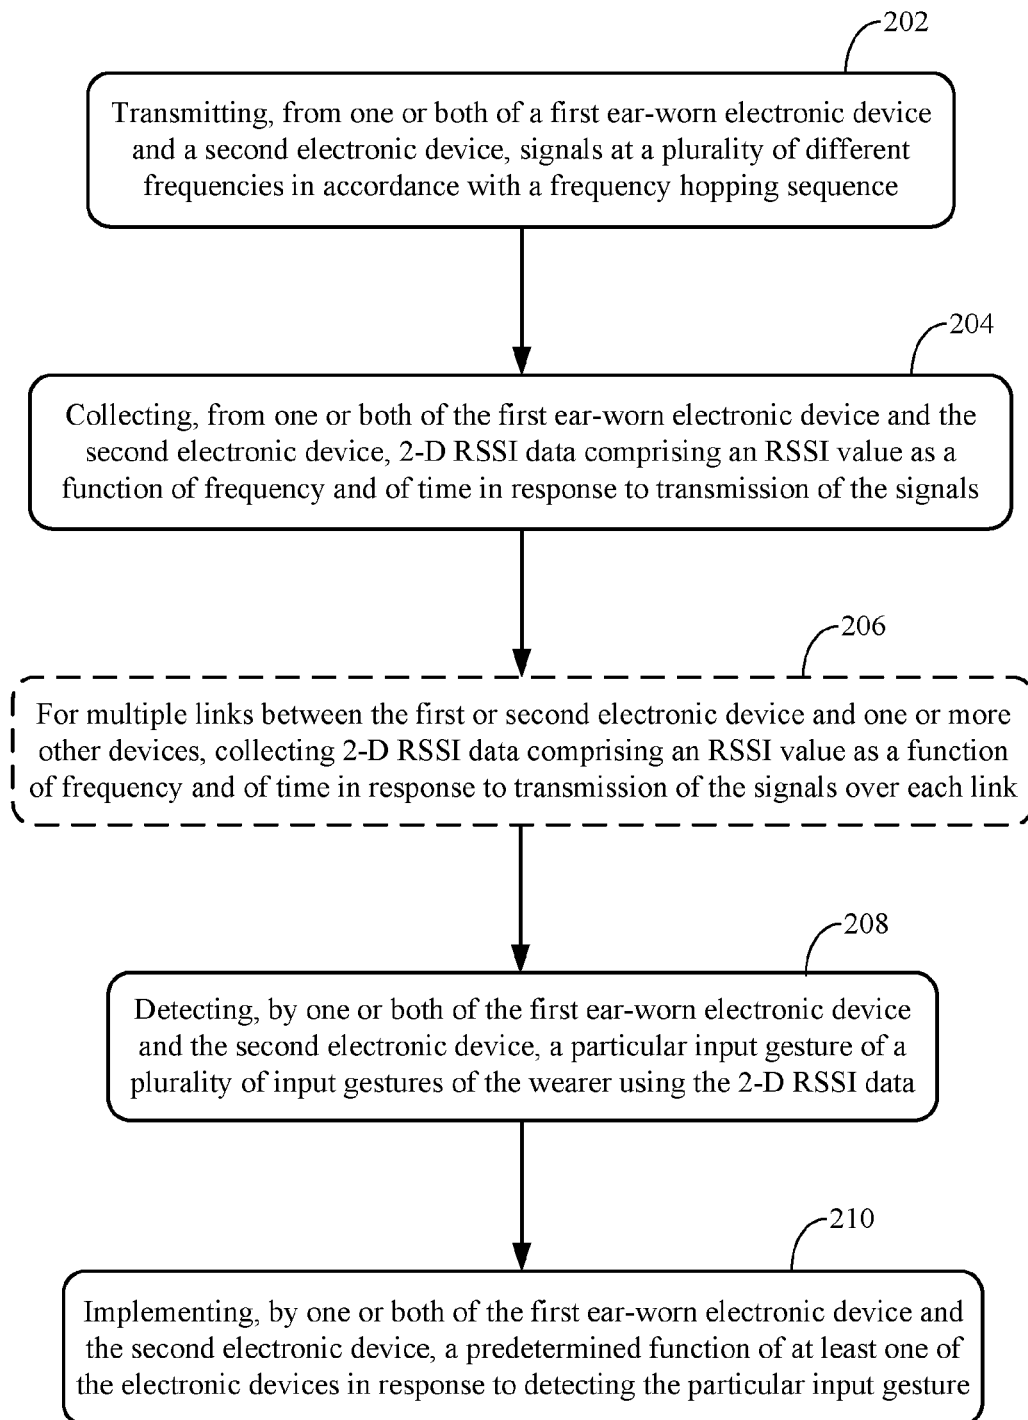 202
Transmitting, from one or both of a first ear-worn electronic device
and a second electronic device, signals at a plurality of different
frequencies in accordance with a frequency hopping sequence
204
Collecting, from one or both of the first ear-worn electronic device and the
second electronic device, 2-D RSSI data comprising an RSSI value as a
function of frequency and of time in response to transmission of the signals
206
For multiple links between the first or second electronic device and one or more
other devices, collecting 2-D RSSI data comprising an RSSI value as a function
of frequency and of time in response to transmission of the signals over each link
208
Detecting, by one or both of the first ear-worn electronic device
and the second electronic device, a particular input gesture of a
plurality of input gestures of the wearer using the 2-D RSSI data
210
Implementing, by one or both of the first ear-worn electronic device and
the second electronic device, a predetermined function of at least one of
the electronic devices in response to detecting the particular input gesture